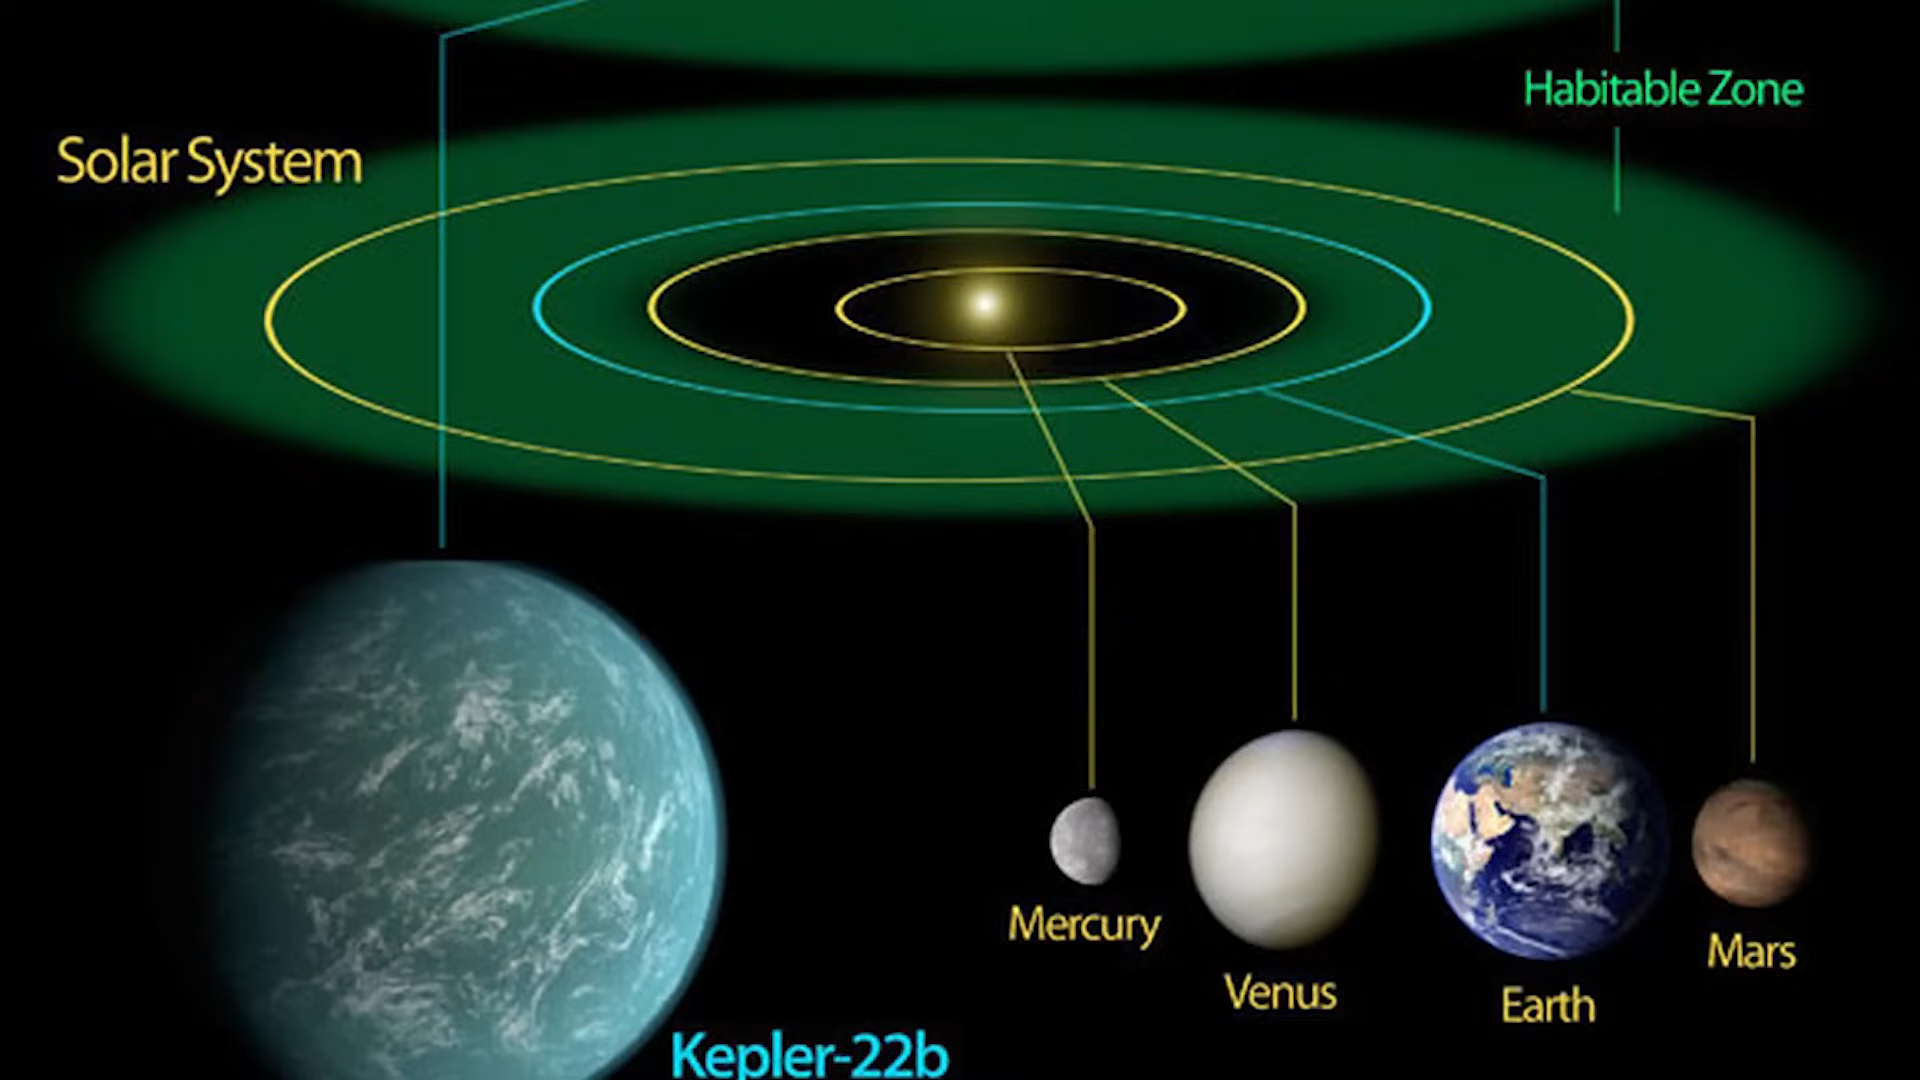 Habitable Zone
Solar System
Mercury
Venus
Earth
Mars
Kepler-22b